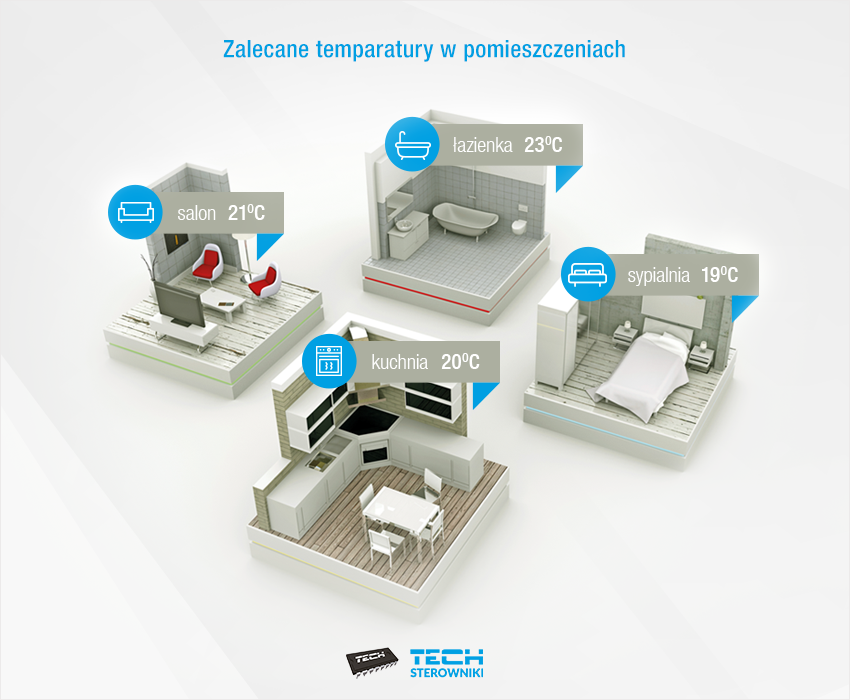 Zalecane temparatury w pomieszczeniach
łazienka 23⁰C
salon 21⁰C
sypialnia 19⁰C
kuchnia 20⁰C
TECH
TECH
STEROWNIKI